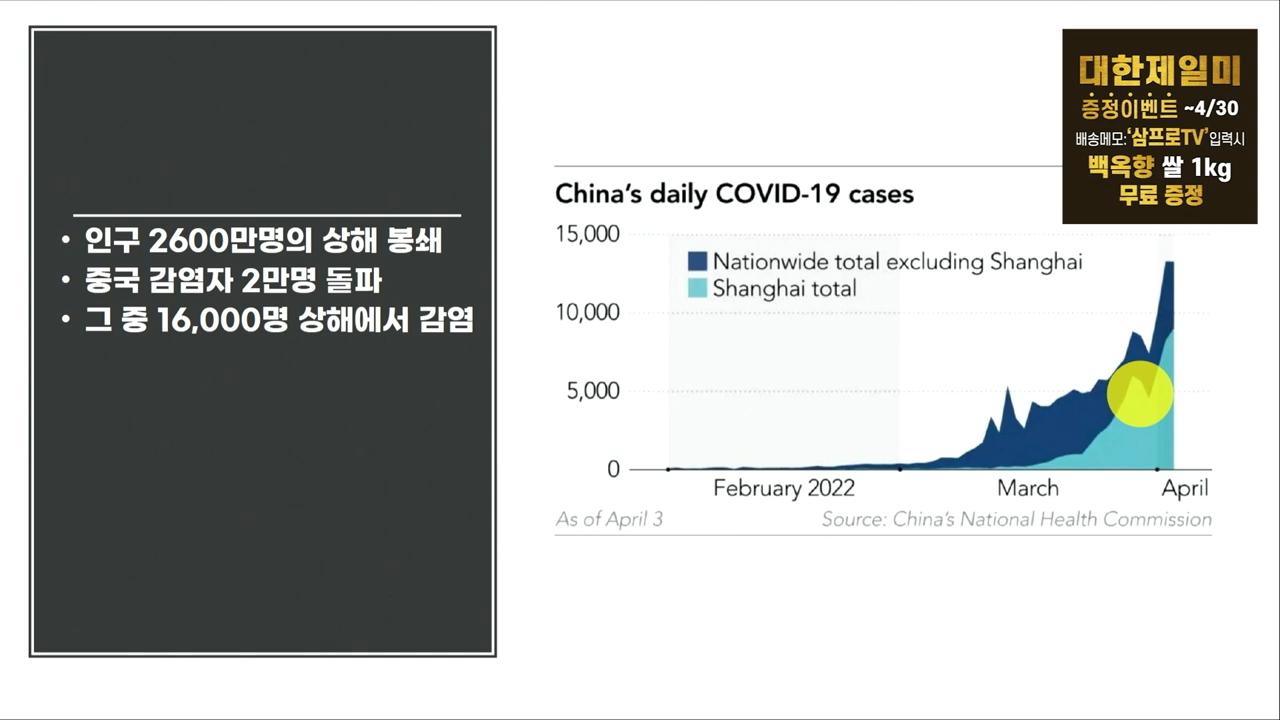 인구 2600만명의 상해 봉쇄
중국 감염자 2만명 돌파
그 중 16,000명 상해에서 감염
대한제일미
증정이벤트 ~4/30
배송메모:'삼프로TV'입력시
백옥향 쌀 1kg
무료 증정
China's daily COVID-19 cases
15,000
10,000
5,000
0
Nationwide total excluding Shanghai
Shanghai total
February 2022
March
April
As of April 3
Source: China's National Health Commission